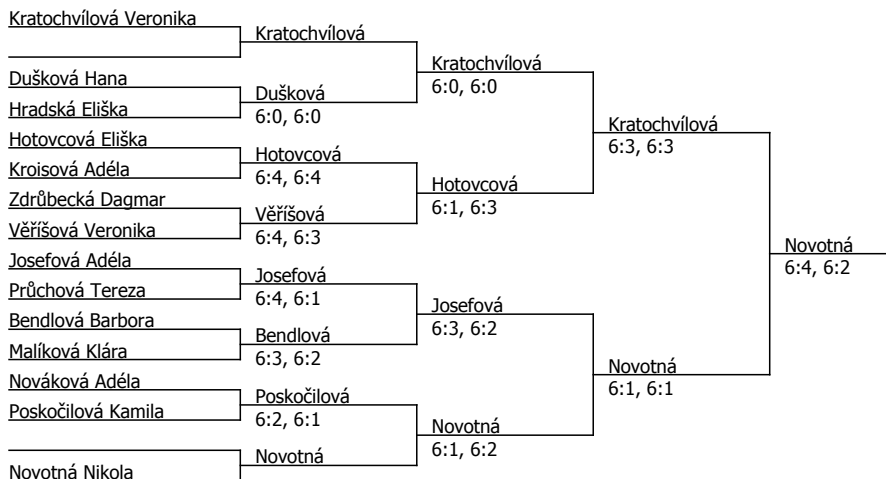 Kratochvílová Veronika
Kratochvílová
Kratochvílová
6:0, 6:0
Dušková Hana
Dušková
6:0, 6:0
Hradská Eliška
Kratochvílová
6:3, 6:3
Hotovcová Eliška
Hotovcová
6:4, 6:4
Kroisová Adéla
Hotovcová
6:1, 6:3
Zdrůbecká Dagmar
Věříšová
6:4, 6:3
Věříšová Veronika
Novotná
6:4, 6:2
Josefová Adéla
Josefová
6:4, 6:1
Průchová Tereza
Josefová
6:3, 6:2
Bendlová Barbora
Bendlová
6:3, 6:2
Malíková Klára
Novotná
6:1, 6:1
Nováková Adéla
Poskočilová
6:2, 6:1
Poskočilová Kamila
Novotná
6:1, 6:2
Novotná
Novotná Nikola